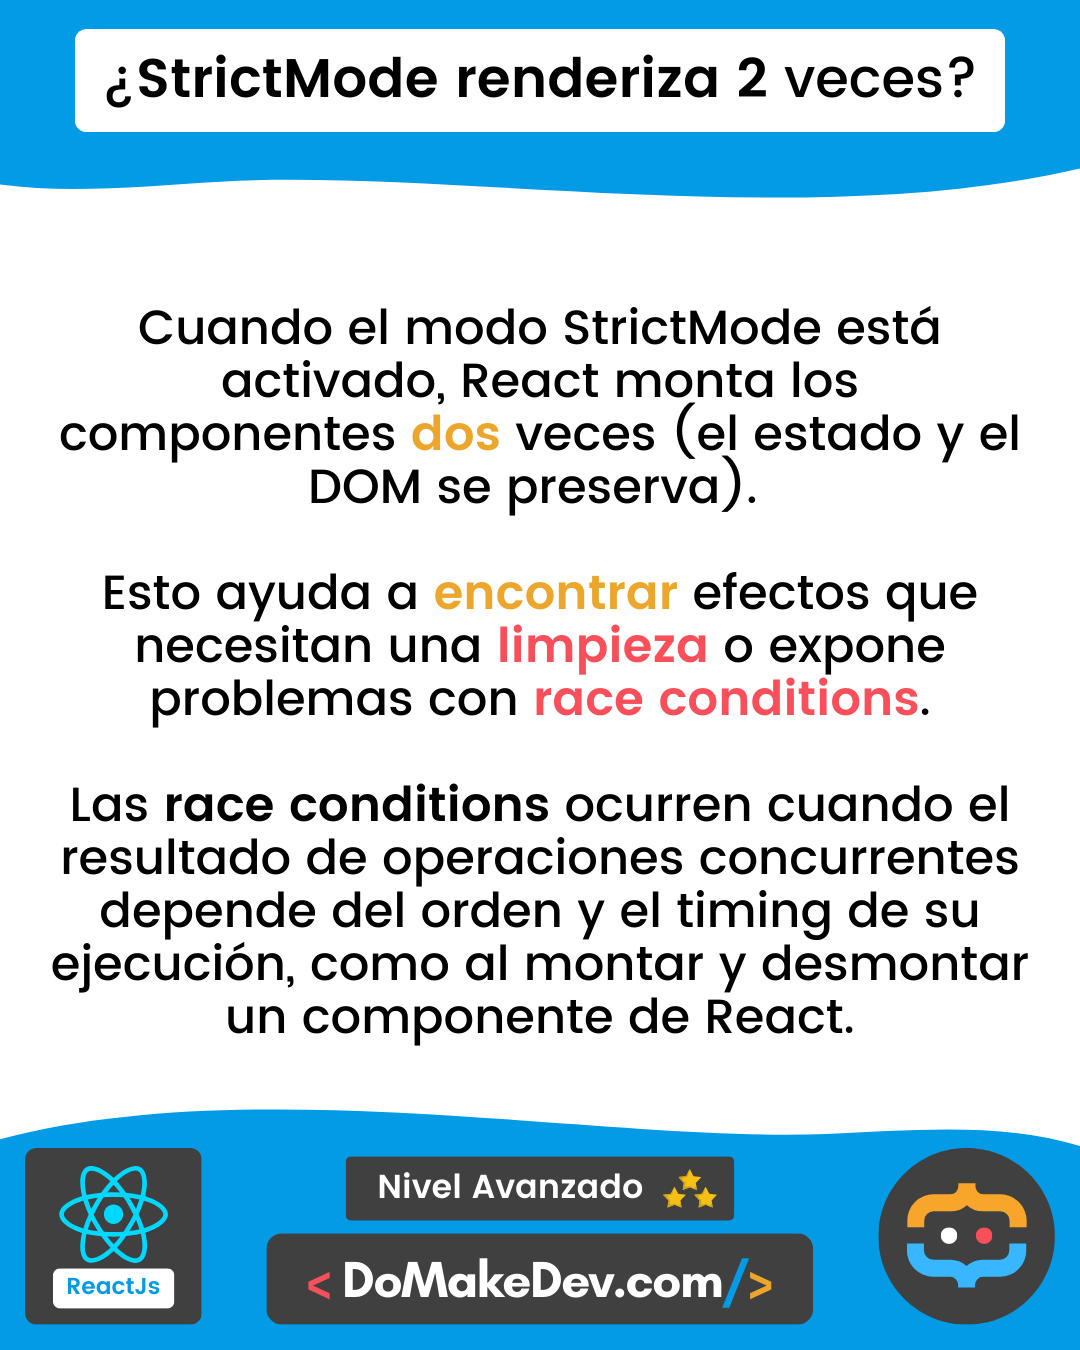 ¿StrictMode renderiza 2 veces?
Cuando el modo StrictMode está
activado, React monta los
componentes dos veces (el estado y el
DOM se preserva).
Esto ayuda a encontrar efectos que
necesitan una limpieza o expone
problemas con race conditions.
Las race conditions ocurren cuando el
resultado de operaciones concurrentes
depende del orden y el timing de su
ejecución, como al montar y desmontar
un componente de React.
ReactJs
Nivel Avanzado
< DoMakeDev.com/>